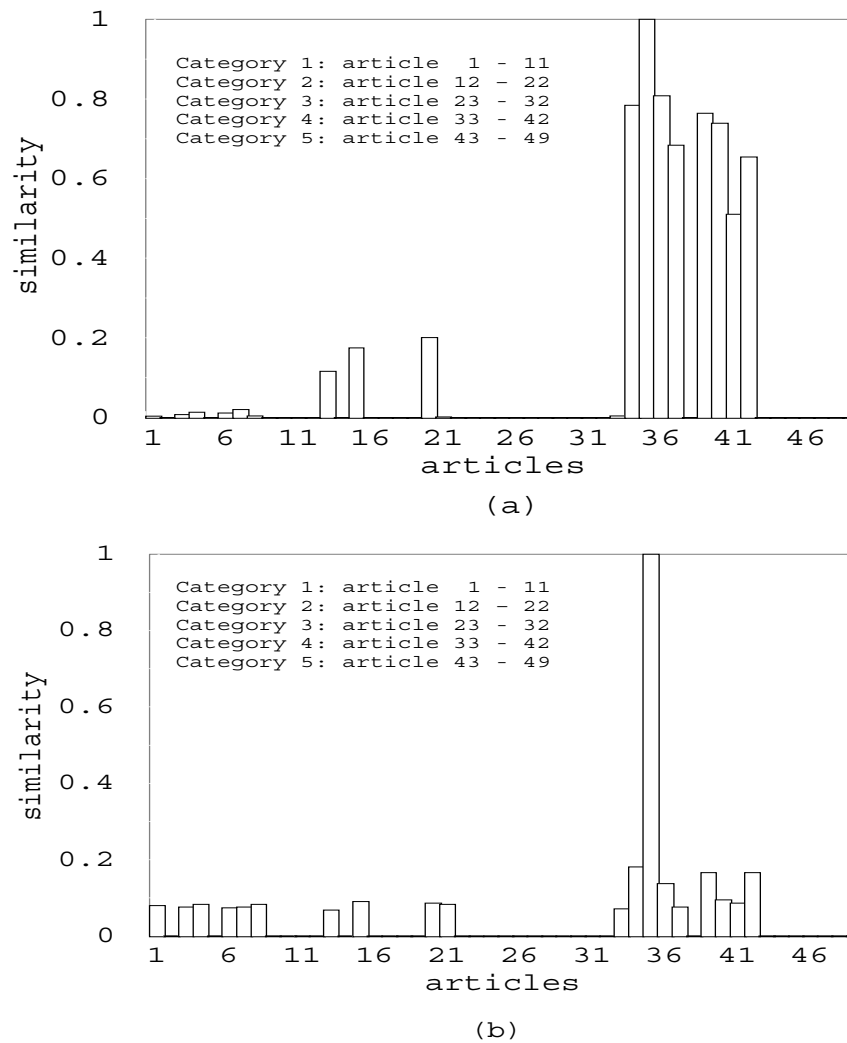 1
0.8
0.6
0.4
0.2
0
similarity
Category 1: article 1 - 11
Category 2: article 12 – 22
Category 3: article 23 - 32
Category 4: article 33 - 42
Category 5: article 43 - 49
1 6 11 16 21 26 31 36 41 46
articles
(a)
1
0.8
0.6
0.4
0.2
0
similarity
Category 1: article 1 - 11
Category 2: article 12 – 22
Category 3: article 23 - 32
Category 4: article 33 - 42
Category 5: article 43 - 49
1 6 11 16 21 26 31 36 41 46
articles
(b)